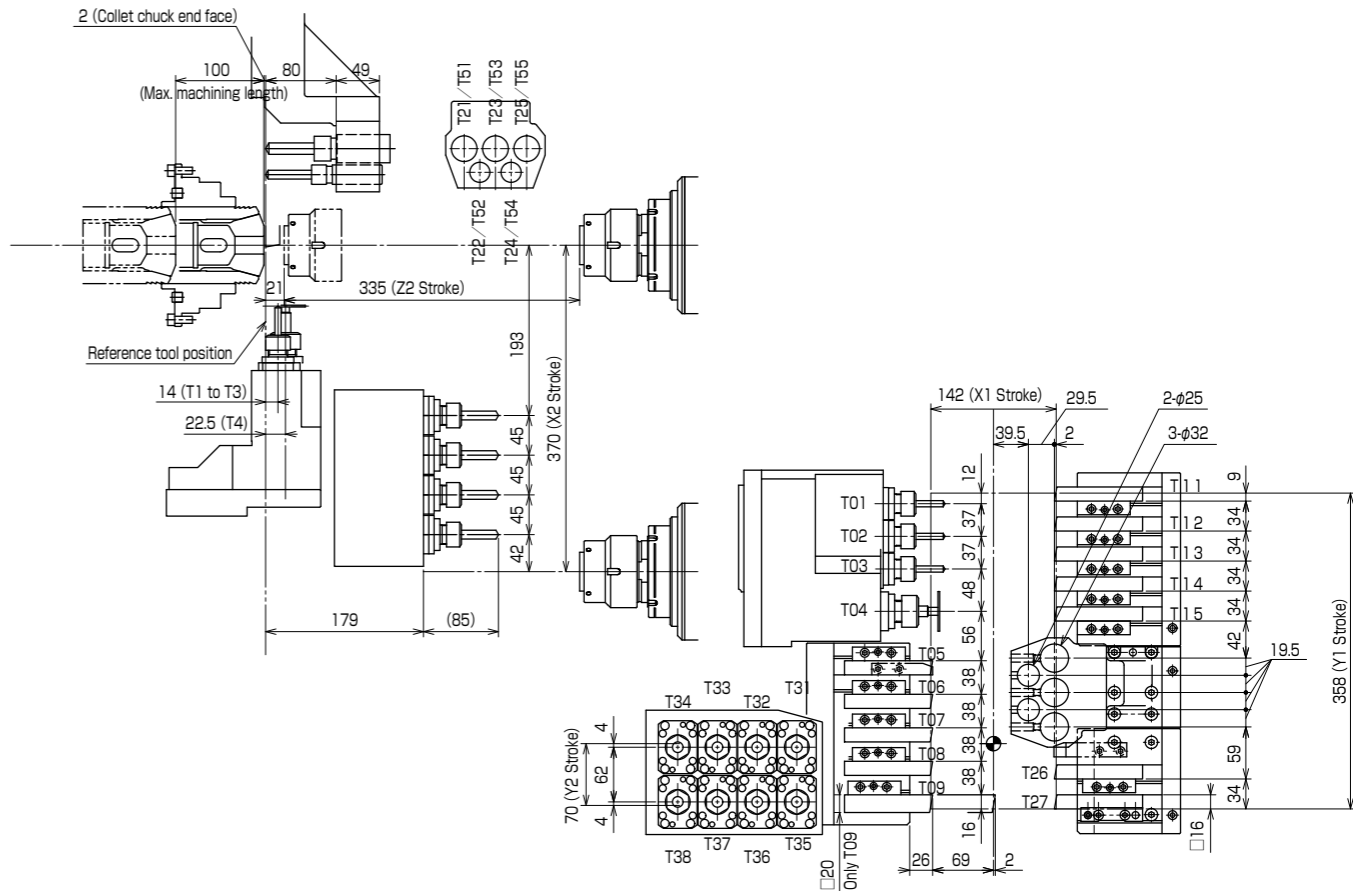 2 (Collet chuck end face)
100
80
49
(Max. machining length)
T21/T51
T23/T53
T25/T55
T22/T52
T24/T54
21
335 (Z2 Stroke)
Reference tool position
14 (T1 to T3)
22.5 (T4)
193
45
45
45
42
370 (X2 Stroke)
179
(85)
142 (X1 Stroke)
29.5
2-φ25
39.5
2
3-φ32
12
37
37
48
56
38
38
38
38
16
T01
T02
T03
T04
T05
T06
T07
T08
T09
T11
T12
T13
T14
T15
T26
T27
9
34
34
34
34
42
19.5
59
34
358 (Y1 Stroke)
□16
T34
T33
T32
T31
T38
T37
T36
T35
4
62
4
70 (Y2 Stroke)
□20
Only T09
26
69
2